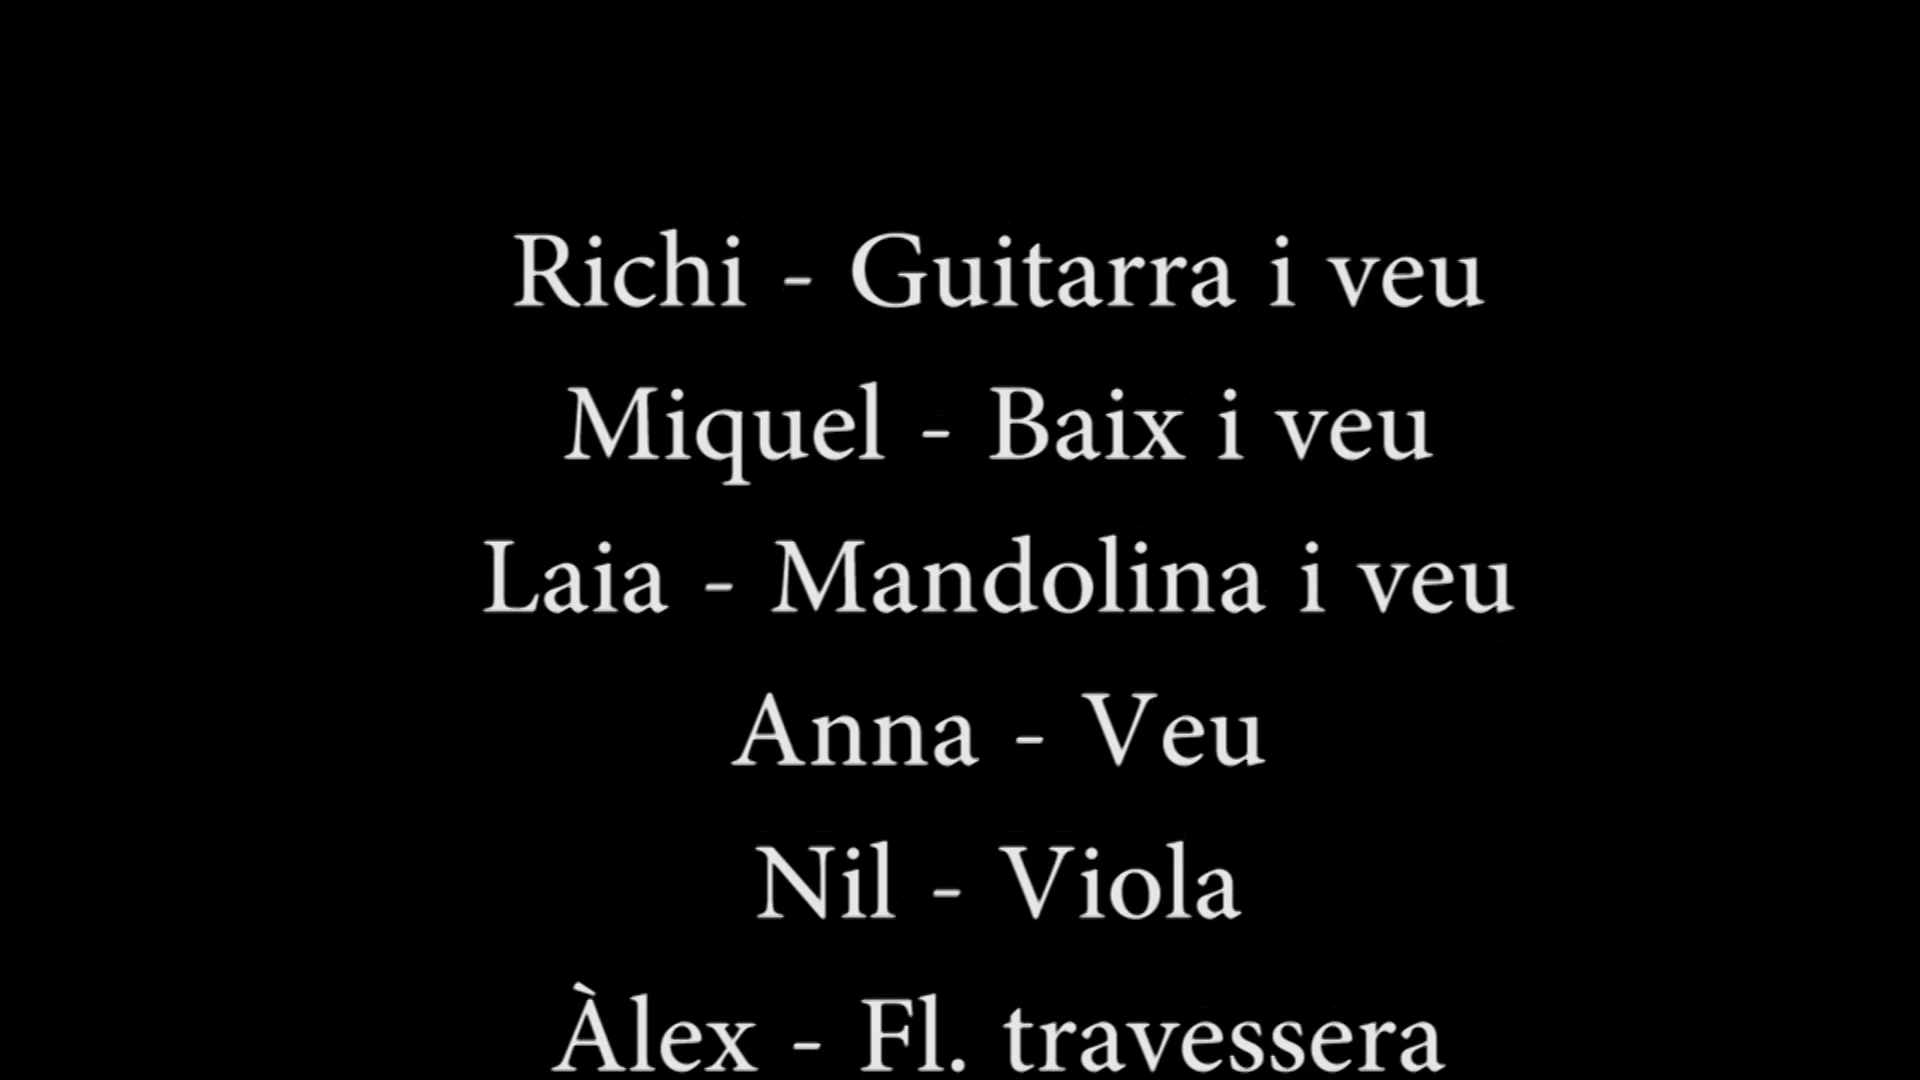 Richi - Guitarra i veu
Miquel - Baix i veu
Laia - Mandolina i veu
Anna - Veu
Nil - Viola
Àlex - Fl. travessera